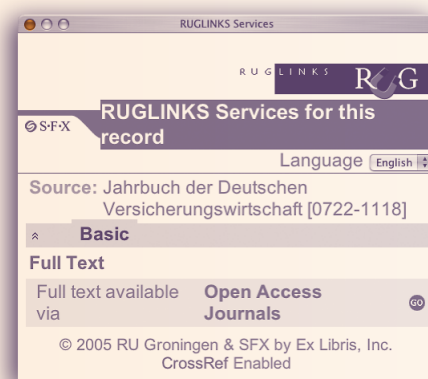 RUGLINKS Services
RUGLINKS
RUG
S·F·X
RUGLINKS Services for this
record
Language English
Source: Jahrbuch der Deutschen
Versicherungswirtschaft [0722-1118]
Basic
Full Text
Full text available Open Access
via Journals
GO
© 2005 RU Groningen & SFX by Ex Libris, Inc.
CrossRef Enabled